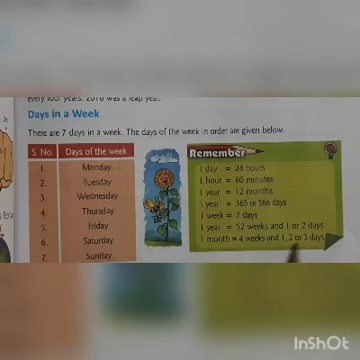 every four years. 2016 was a leap year.
Days in a Week
There are 7 days in a week. The days of the week in order are given below.
S. No. Days of the week
1. Monday
2. Tuesday
3. Wednesday
4. Thursday
5. Friday
6. Saturday
7. Sunday
Remember
1 day = 24 hours
1 hour = 60 minutes
1 year = 12 months
1 year = 365 or 366 days
1 week = 7 days
1 year = 52 weeks and 1 or 2 days
1 month = 4 weeks and 1, 2 or 3 days
InShOt